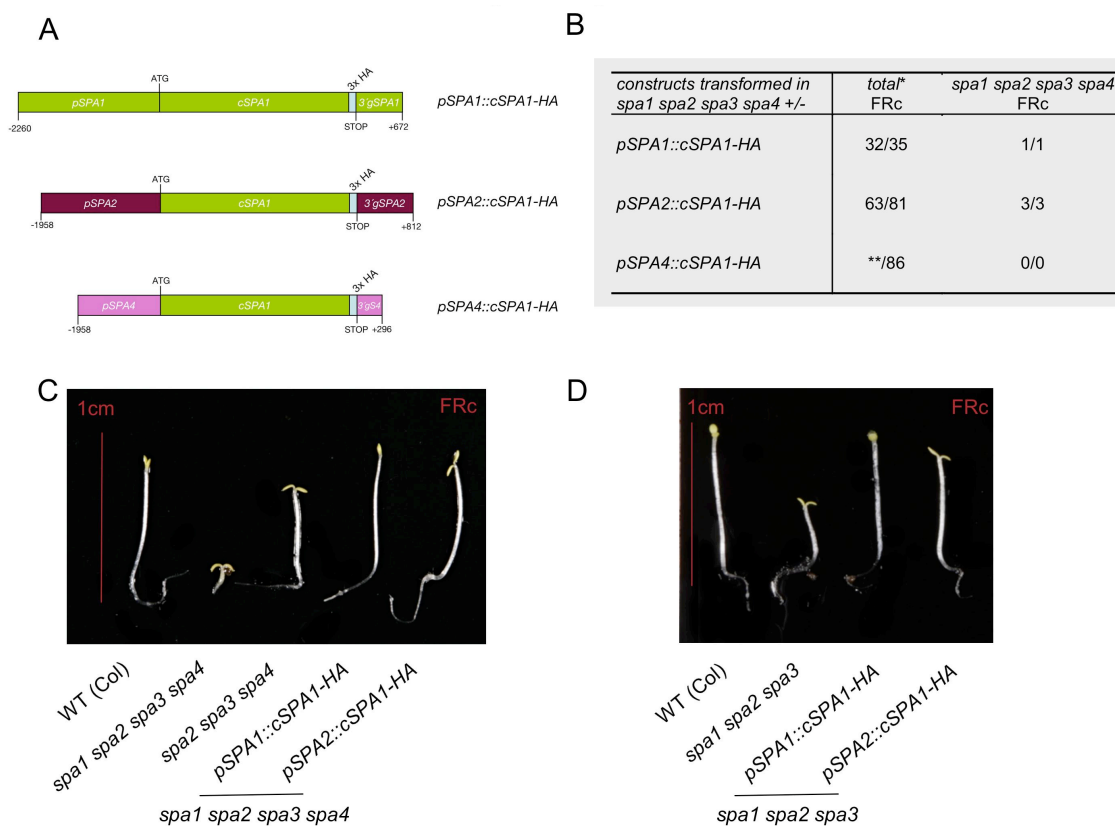 A
ATG
3x HA
pSPA1
cSPA1
3'gSPA1
pSPA1::cSPA1-HA
-2260
STOP
+672
ATG
3x HA
pSPA2
cSPA1
3'gSPA2
pSPA2::cSPA1-HA
-1958
STOP
+812
ATG
3x HA
pSPA4
cSPA1
3'gS4
pSPA4::cSPA1-HA
-1958
STOP
+296
B
constructs transformed in total* spa1 spa2 spa3 spa4
spa1 spa2 spa3 spa4 +/- FRc FRc
pSPA1::cSPA1-HA 32/35 1/1
pSPA2::cSPA1-HA 63/81 3/3
pSPA4::cSPA1-HA **/86 0/0
C
1cm
FRc
WT (Col)
spa1 spa2 spa3 spa4
spa2 spa3 spa4
pSPA1::cSPA1-HA
pSPA2::cSPA1-HA
spa1 spa2 spa3 spa4
D
1cm
FRc
WT (Col)
spa1 spa2 spa3
pSPA1::cSPA1-HA
pSPA2::cSPA1-HA
spa1 spa2 spa3